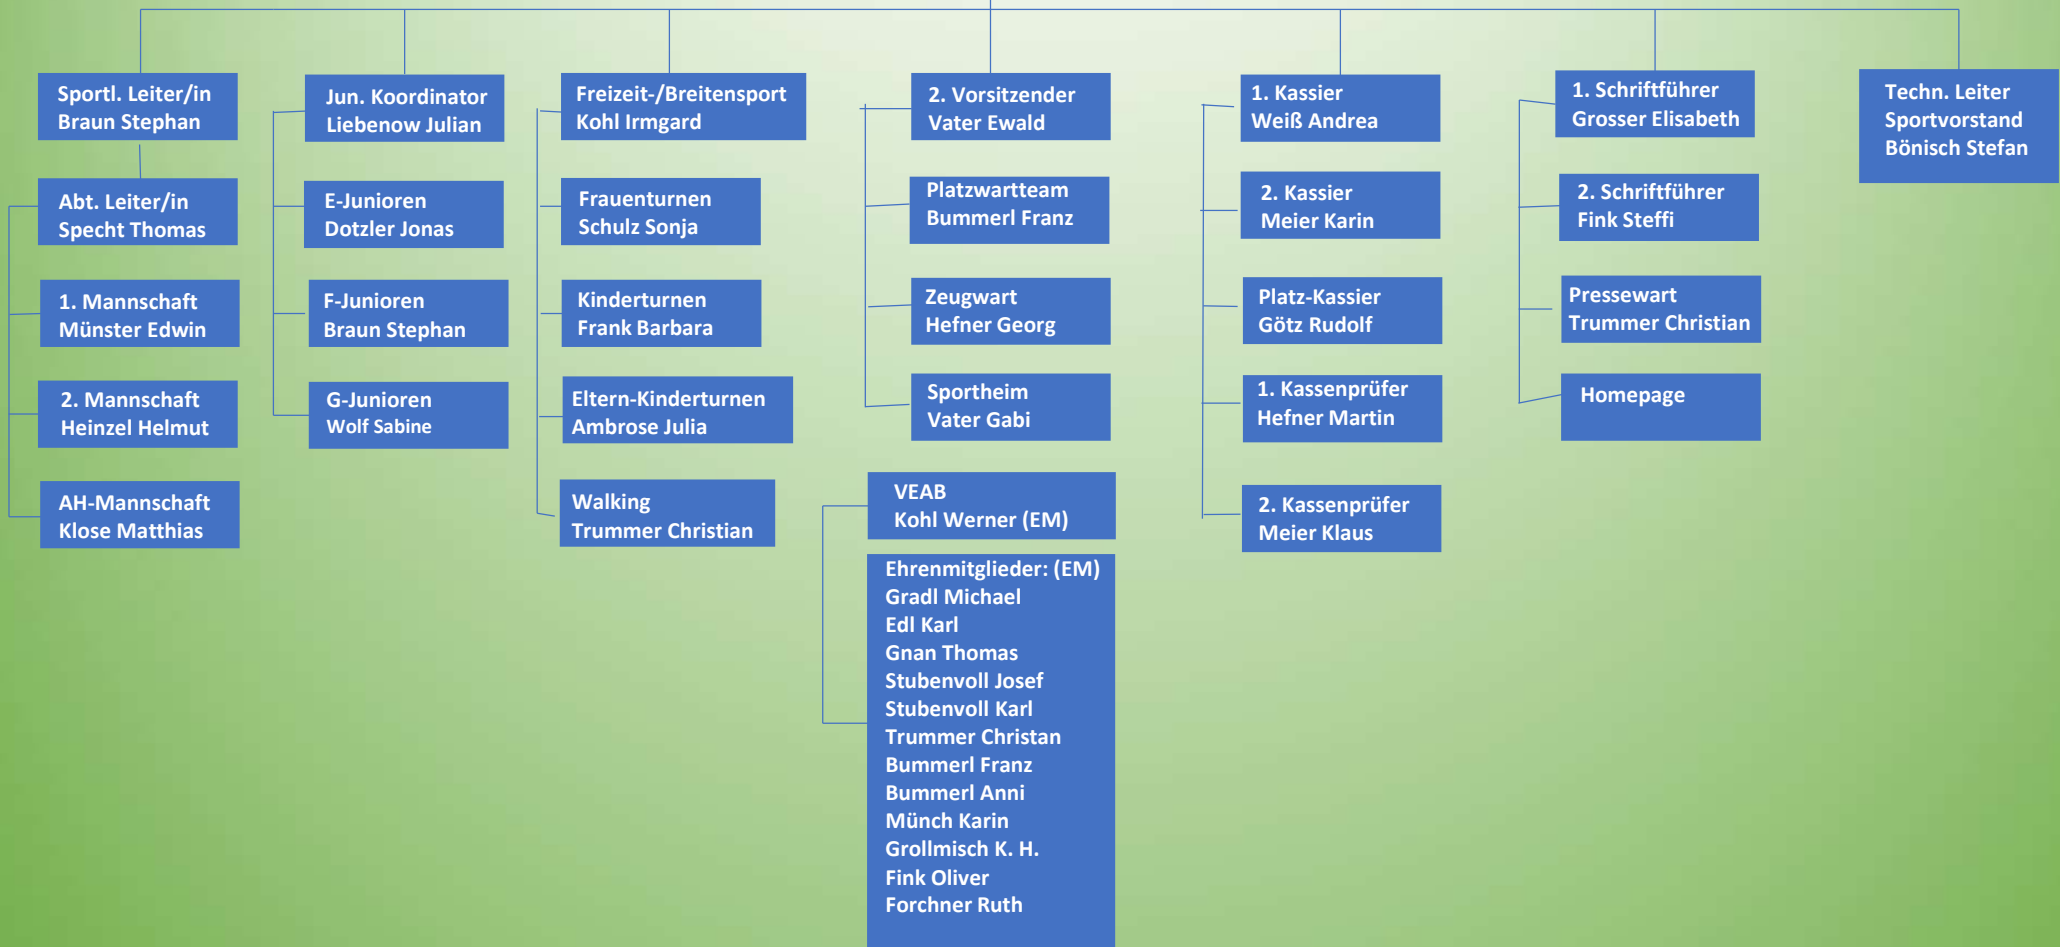 Sportl. Leiter/in
Braun Stephan
Abt. Leiter/in
Specht Thomas
1. Mannschaft
Münster Edwin
2. Mannschaft
Heinzel Helmut
AH-Mannschaft
Klose Matthias
Jun. Koordinator
Liebenow Julian
E-Junioren
Dotzler Jonas
F-Junioren
Braun Stephan
G-Junioren
Wolf Sabine
Freizeit-/Breitensport
Kohl Irmgard
Frauenturnen
Schulz Sonja
Kinderturnen
Frank Barbara
Eltern-Kinderturnen
Ambrose Julia
Walking
Trummer Christian
2. Vorsitzender
Vater Ewald
Platzwartteam
Bummerl Franz
Zeugwart
Hefner Georg
Sportheim
Vater Gabi
VEAB
Kohl Werner (EM)
Ehrenmitglieder: (EM)
Gradl Michael
Edl Karl
Gnan Thomas
Stubenvoll Josef
Stubenvoll Karl
Trummer Christan
Bummerl Franz
Bummerl Anni
Münch Karin
Grollmisch K. H.
Fink Oliver
Forchner Ruth
1. Kassier
Weiß Andrea
2. Kassier
Meier Karin
Platz-Kassier
Götz Rudolf
1. Kassenprüfer
Hefner Martin
2. Kassenprüfer
Meier Klaus
1. Schriftführer
Grosser Elisabeth
2. Schriftführer
Fink Steffi
Pressewart
Trummer Christian
Homepage
Techn. Leiter
Sportvorstand
Bönisch Stefan